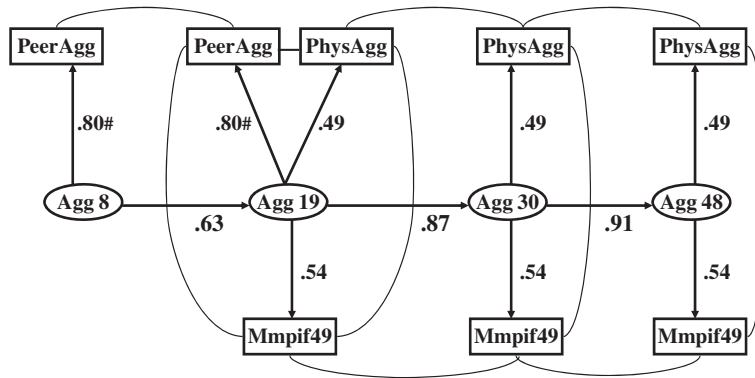 PeerAgg PeerAgg PhysAgg PhysAgg PhysAgg
.80# .80# .49 .49 .49
Agg 8 Agg 19 Agg 30 Agg 48
.63 .87 .91
.54 .54 .54
Mmpif49 Mmpif49 Mmpif49